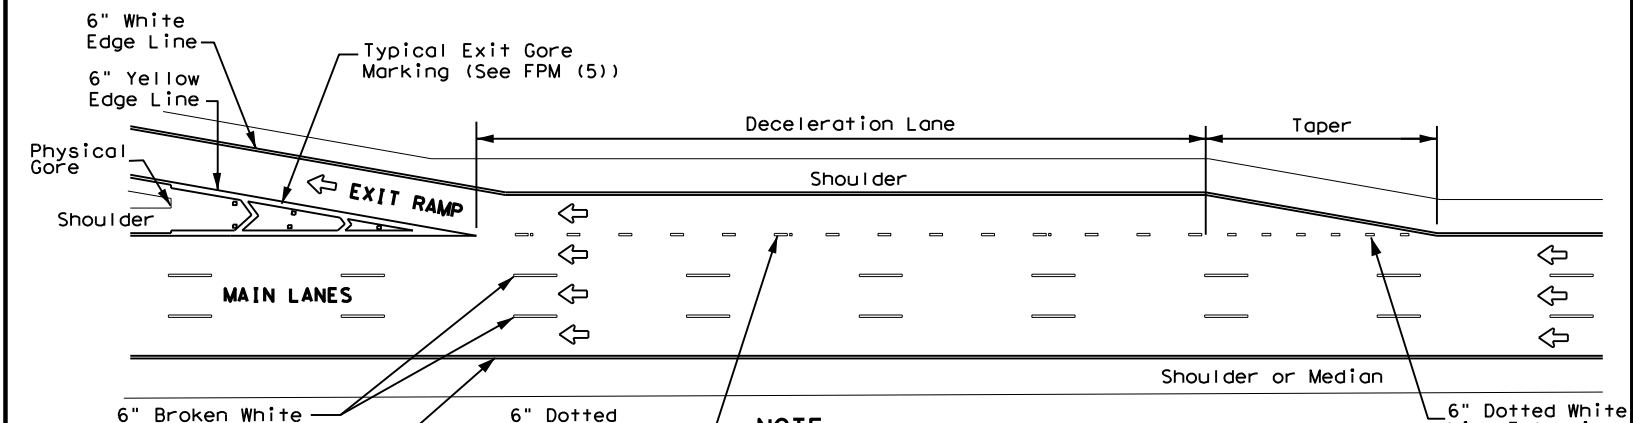 6" White
Edge Line
Typical Exit Gore
Marking (See FPM (5))
6" Yellow
Edge Line
Deceleration Lane
Taper
Physical
Gore
Shoulder
EXIT RAMP
Shoulder
MAIN LANES
Shoulder or Median
6" Broken White
6" Dotted
NOTE
6" Dotted White